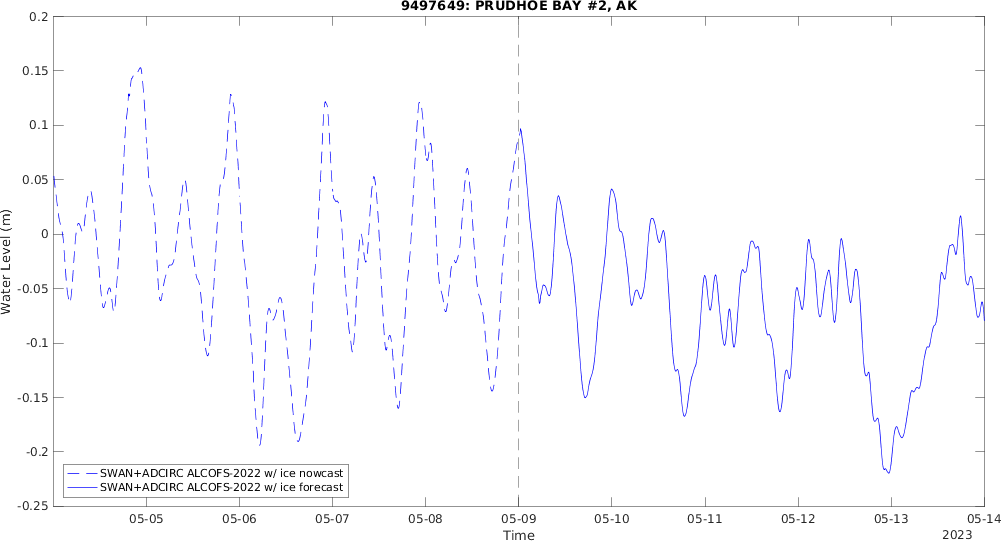 9497649: PRUDHOE BAY #2, AK
0.2
0.15
0.1
0.05
0
-0.05
-0.1
-0.15
-0.2
-0.25
Water Level (m)
SWAN+ADCIRC ALCOFS-2022 w/ ice nowcast
SWAN+ADCIRC ALCOFS-2022 w/ ice forecast
05-05 05-06 05-07 05-08 05-09 05-10 05-11 05-12 05-13 05-14
Time
2023